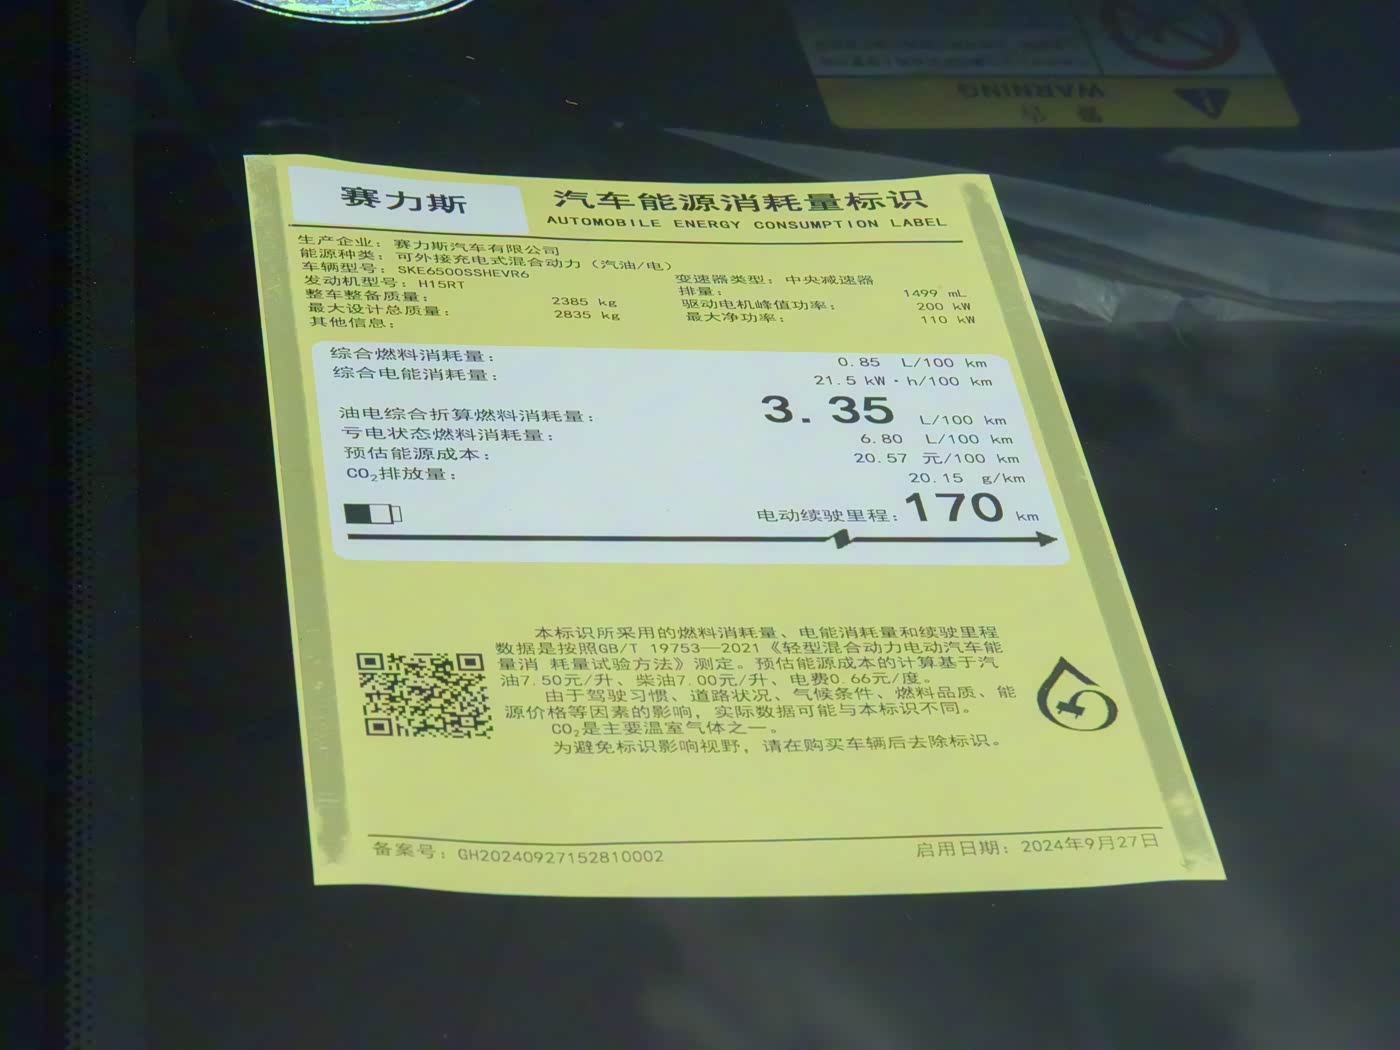 WARNING
警告
赛力斯
汽车能源消耗量标识
AUTOMOBILE ENERGY CONSUMPTION LABEL
生产企业：赛力斯汽车有限公司
能源种类：可外接充电式混合动力（汽油/电）
车辆型号：SKE6500SSHEVR6 变速器类型：中央减速器
发动机型号：H15RT 排量： 1499 mL
整车整备质量： 2385 kg 驱动电机峰值功率： 200 kW
最大设计总质量： 2835 kg 最大净功率： 110 kW
其他信息：
综合燃料消耗量： 0.85 L/100 km
综合电能消耗量： 21.5 kW·h/100 km
油电综合折算燃料消耗量： 3.35 L/100 km
亏电状态燃料消耗量： 6.80 L/100 km
预估能源成本： 20.57 元/100 km
CO₂排放量： 20.15 g/km
电动续驶里程：170 km
本标识所采用的燃料消耗量、电能消耗量和续驶里程
数据是按照GB/T 19753—2021《轻型混合动力电动汽车能
量消 耗量试验方法》测定。预估能源成本的计算基于汽
油7.50元/升、柴油7.00元/升、电费0.66元/度。
由于驾驶习惯、道路状况、气候条件、燃料品质、能
源价格等因素的影响，实际数据可能与本标识不同。
CO₂是主要温室气体之一。
为避免标识影响视野，请在购买车辆后去除标识。
备案号：GH20240927152810002 启用日期：2024年9月27日